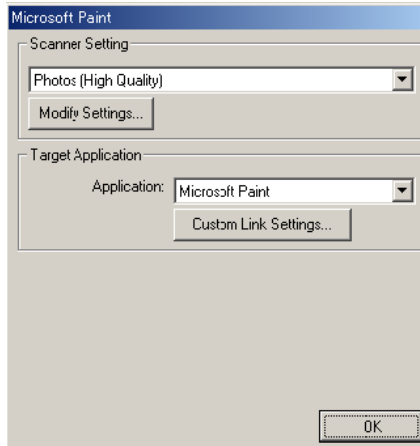 Microsoft Paint
Scanner Setting
Photos (High Quality)
Modify Settings...
Target Application
Application: Microsoft Paint
Custom Link Settings...
OK